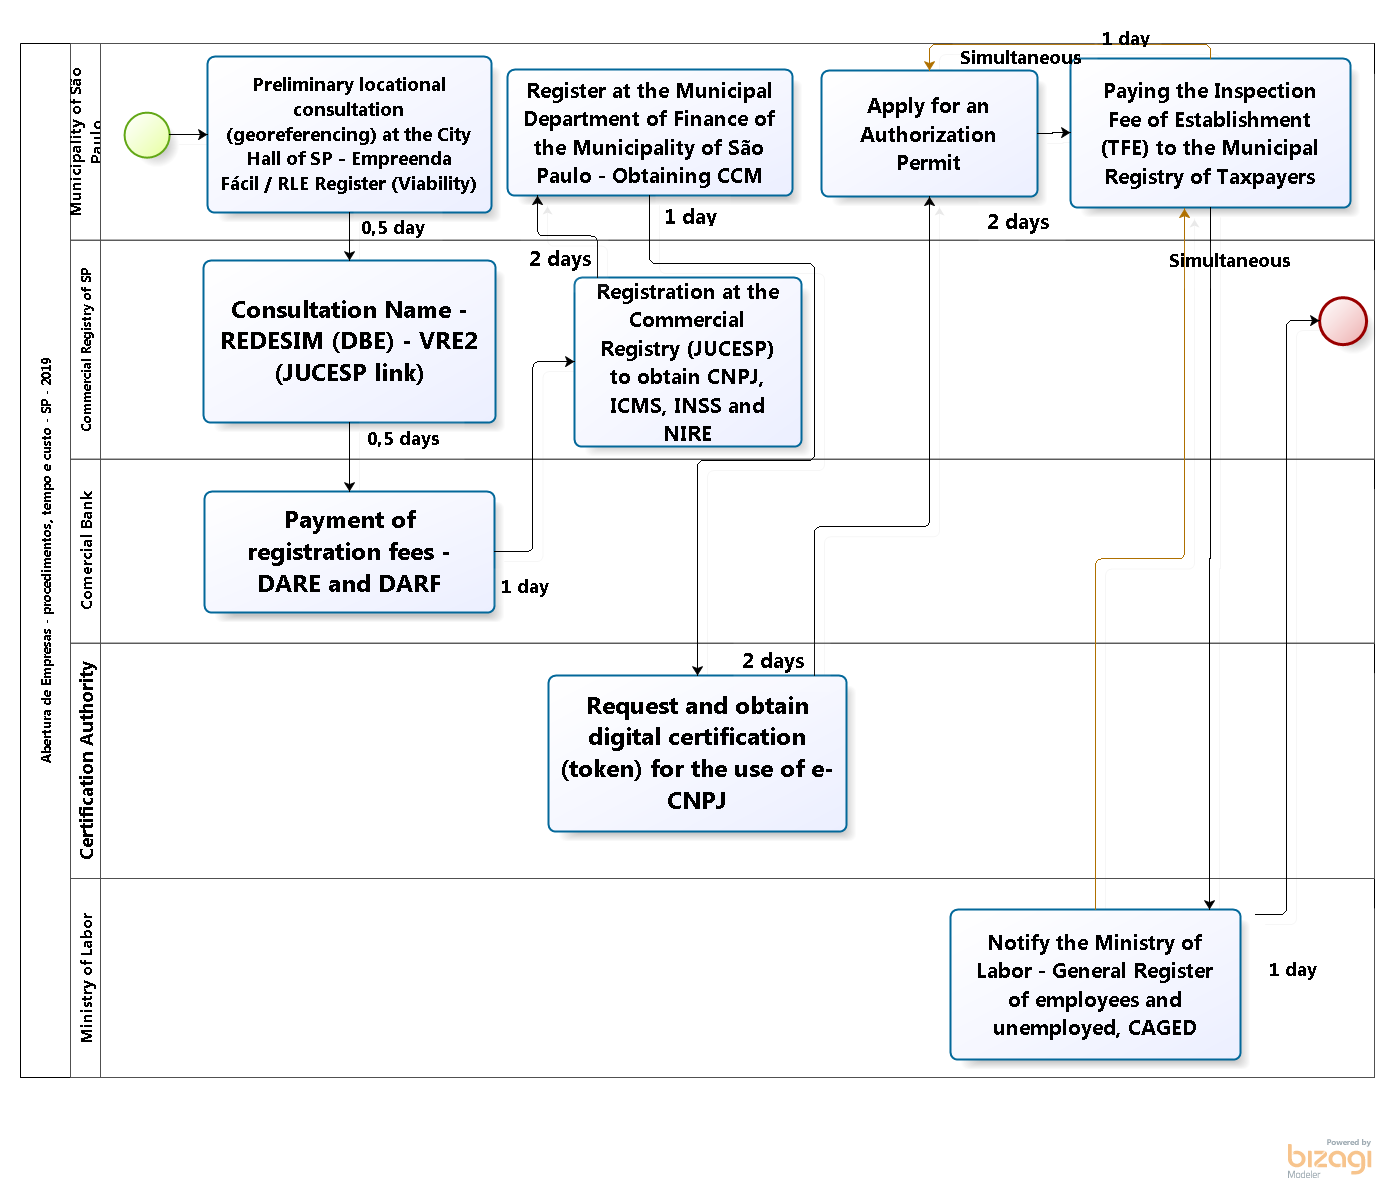 Abertura de Empresas - procedimentos, tempo e custo - SP - 2019
Municipality of São
Paulo
Preliminary locational
consultation
(georeferencing) at the City
Hall of SP - Empreenda
Fácil / RLE Register (Viability)
0,5 day
Register at the Municipal
Department of Finance of
the Municipality of São
Paulo - Obtaining CCM
1 day
Apply for an
Authorization
Permit
1 day
Simultaneous
Paying the Inspection
Fee of Establishment
(TFE) to the Municipal
Registry of Taxpayers
2 days
Simultaneous
Commercial Registry of SP
Consultation Name -
REDESIM (DBE) - VRE2
(JUCESP link)
0,5 days
2 days
Registration at the
Commercial
Registry (JUCESP)
to obtain CNPJ,
ICMS, INSS and
NIRE
Comercial Bank
Payment of
registration fees -
DARE and DARF
1 day
Certification Authority
2 days
Request and obtain
digital certification
(token) for the use of e-
CNPJ
Ministry of Labor
Notify the Ministry of
Labor - General Register
of employees and
unemployed, CAGED
1 day
Powered by
bizagi
Modeler